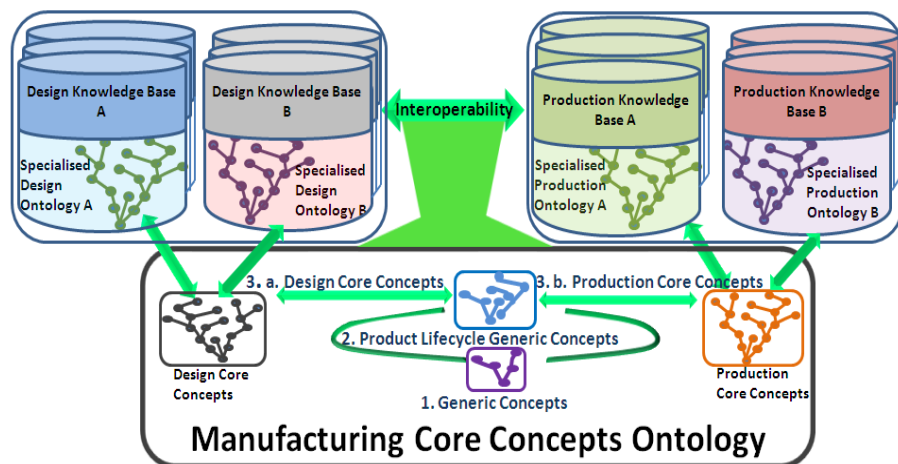 Design Knowledge Base
A
Design Knowledge Base
B
Interoperability
Production Knowledge
Base A
Production Knowledge
Base B
Specialised
Design
Ontology A
Specialised
Design
Ontology B
Specialised
Production
Ontology A
Specialised
Production
Ontology B
3. a. Design Core Concepts
3. b. Production Core Concepts
2. Product Lifecycle Generic Concepts
Design Core
Concepts
Production
Core Concepts
1. Generic Concepts
Manufacturing Core Concepts Ontology